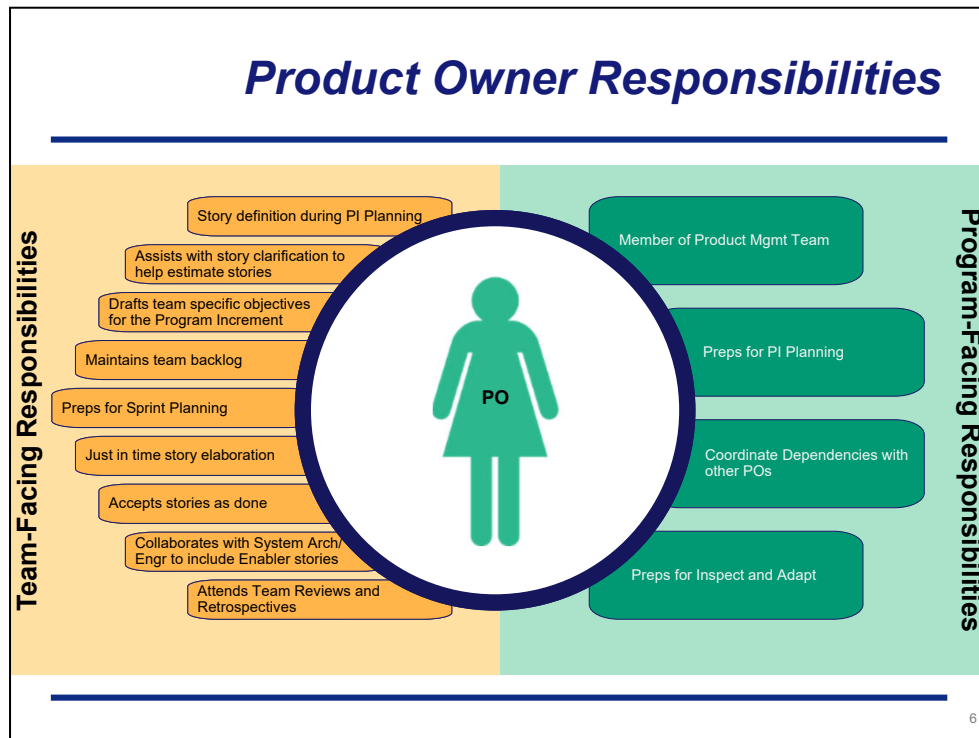 Product Owner Responsibilities
Team-Facing Responsibilities
Story definition during PI Planning
Assists with story clarification to
help estimate stories
Drafts team specific objectives
for the Program Increment
Maintains team backlog
Preps for Sprint Planning
Just in time story elaboration
Accepts stories as done
Collaborates with System Arch/
Engr to include Enabler stories
Attends Team Reviews and
Retrospectives
PO
Member of Product Mgmt Team
Preps for PI Planning
Coordinate Dependencies with
other POs
Preps for Inspect and Adapt
Program-Facing Responsibilities
6